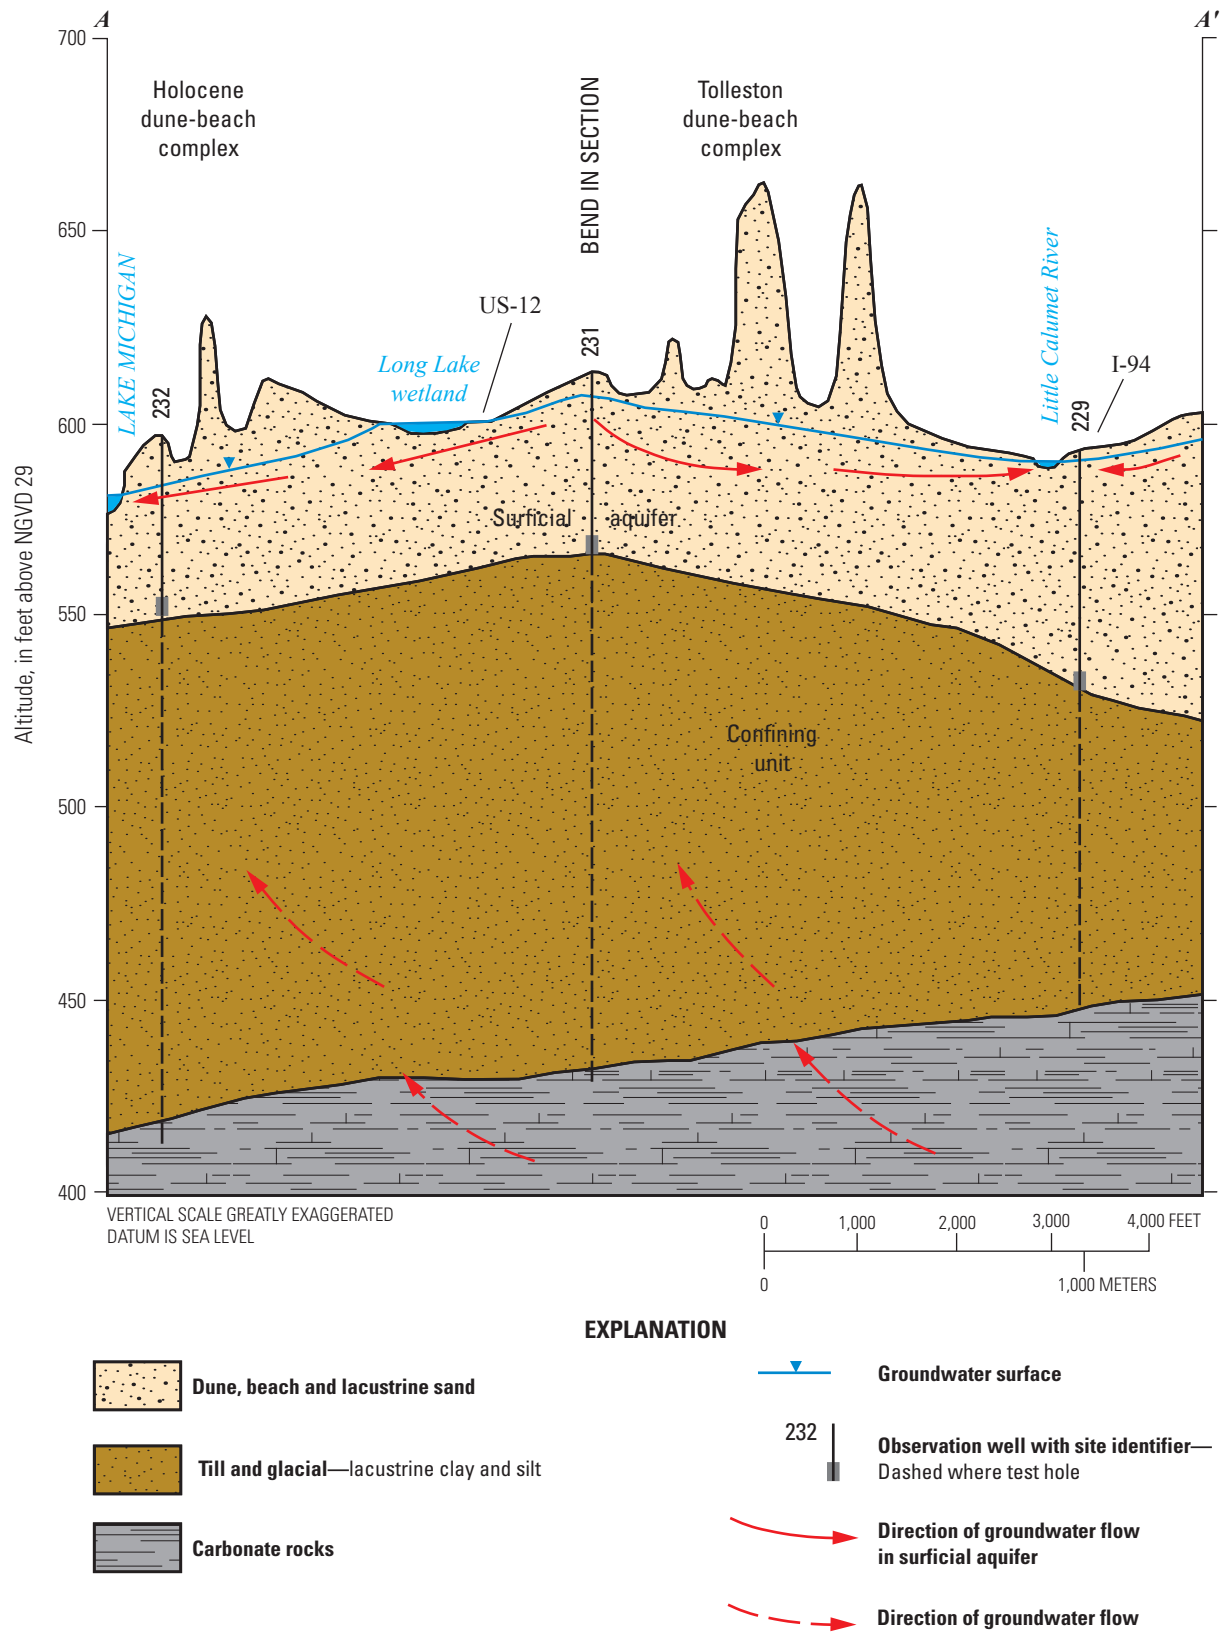 A
A'
700
650
600
550
500
450
400
Altitude, in feet above NGVD 29
Holocene
dune-beach
complex
BEND IN SECTION
Tolleston
dune-beach
complex
LAKE MICHIGAN
232
Long Lake
wetland
US-12
231
Little Calumet River
229
I-94
Surficial aquifer
Confining
unit
VERTICAL SCALE GREATLY EXAGGERATED
DATUM IS SEA LEVEL
0 1,000 2,000 3,000 4,000 FEET
0 1,000 METERS
EXPLANATION
Dune, beach and lacustrine sand
Till and glacial—lacustrine clay and silt
Carbonate rocks
Groundwater surface
232
Observation well with site identifier—
Dashed where test hole
Direction of groundwater flow
in surficial aquifer
Direction of groundwater flow